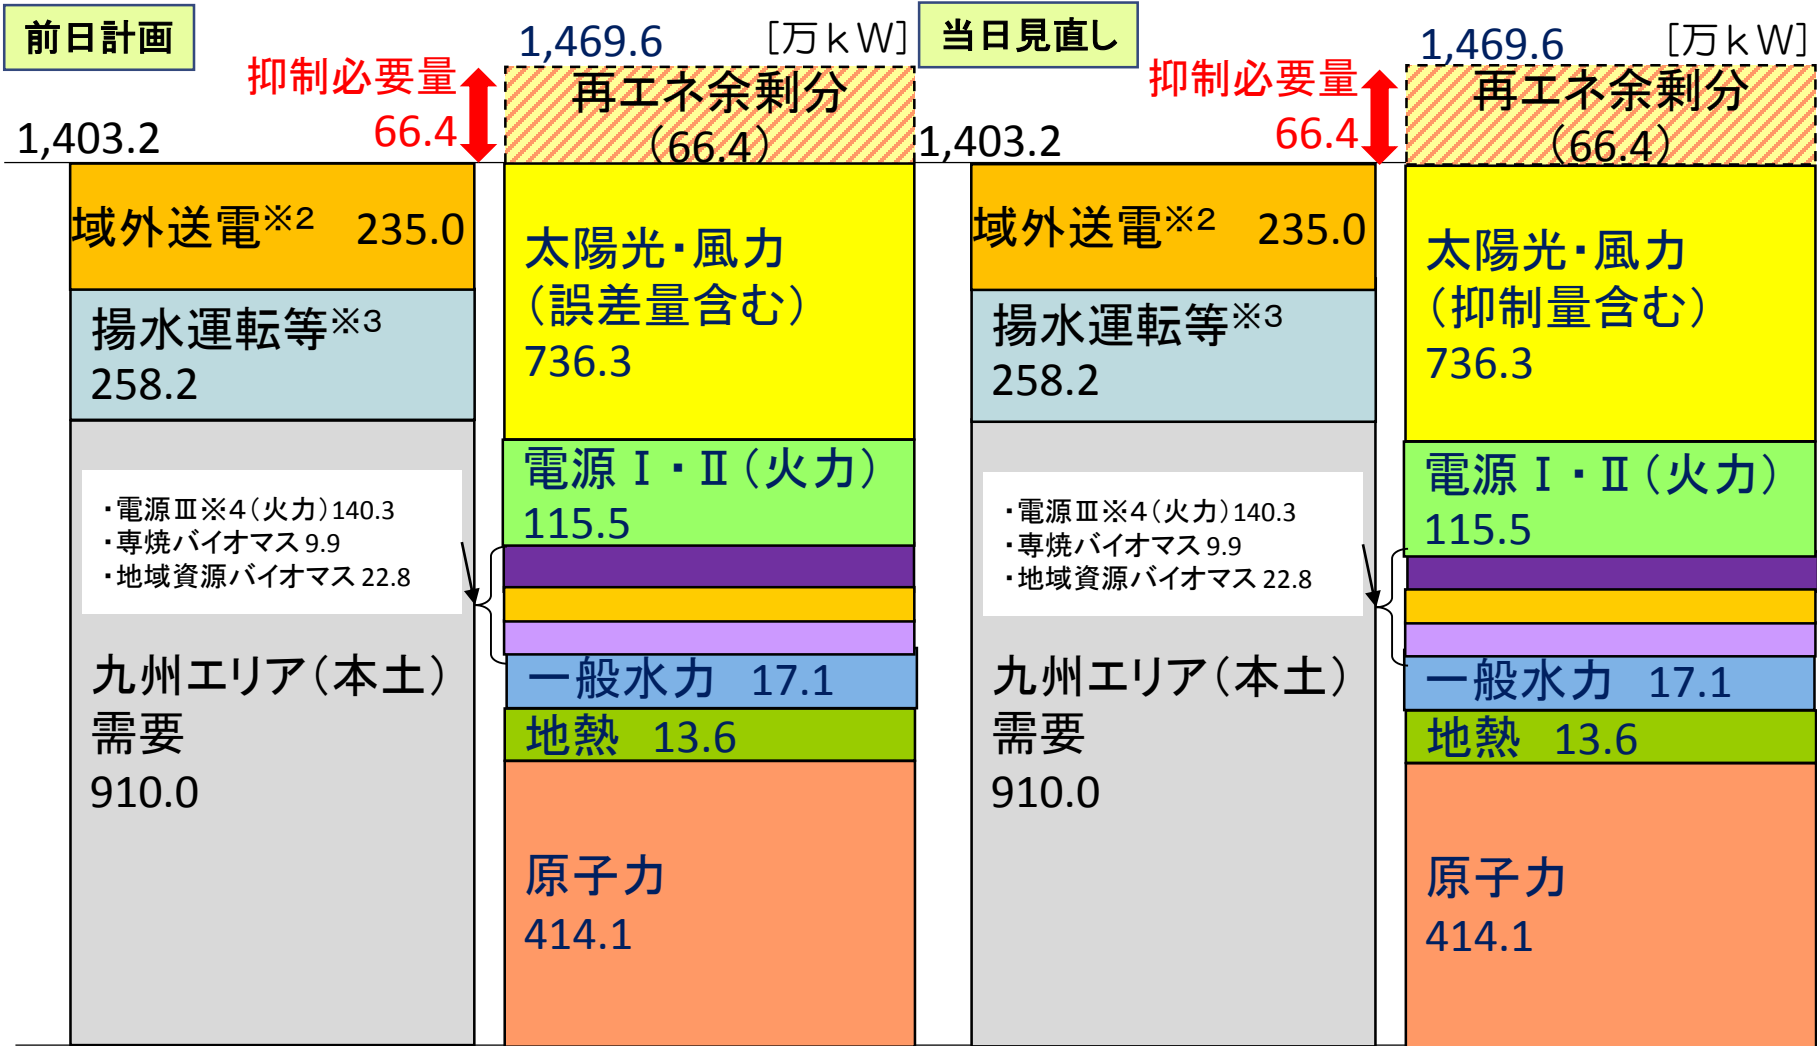 前日計画
1,469.6
[万kW]
抑制必要量
66.4
再エネ余剰分
(66.4)
1,403.2
域外送電※2 235.0
揚水運転等※3
258.2
・電源Ⅲ※4(火力)140.3
・専焼バイオマス 9.9
・地域資源バイオマス 22.8
九州エリア(本土)
需要
910.0
太陽光・風力
(誤差量含む)
736.3
電源Ⅰ・Ⅱ(火力)
115.5
一般水力 17.1
地熱 13.6
原子力
414.1
当日見直し
1,469.6
[万kW]
抑制必要量
66.4
再エネ余剰分
(66.4)
1,403.2
域外送電※2 235.0
揚水運転等※3
258.2
・電源Ⅲ※4(火力)140.3
・専焼バイオマス 9.9
・地域資源バイオマス 22.8
九州エリア(本土)
需要
910.0
太陽光・風力
(抑制量含む)
736.3
電源Ⅰ・Ⅱ(火力)
115.5
一般水力 17.1
地熱 13.6
原子力
414.1